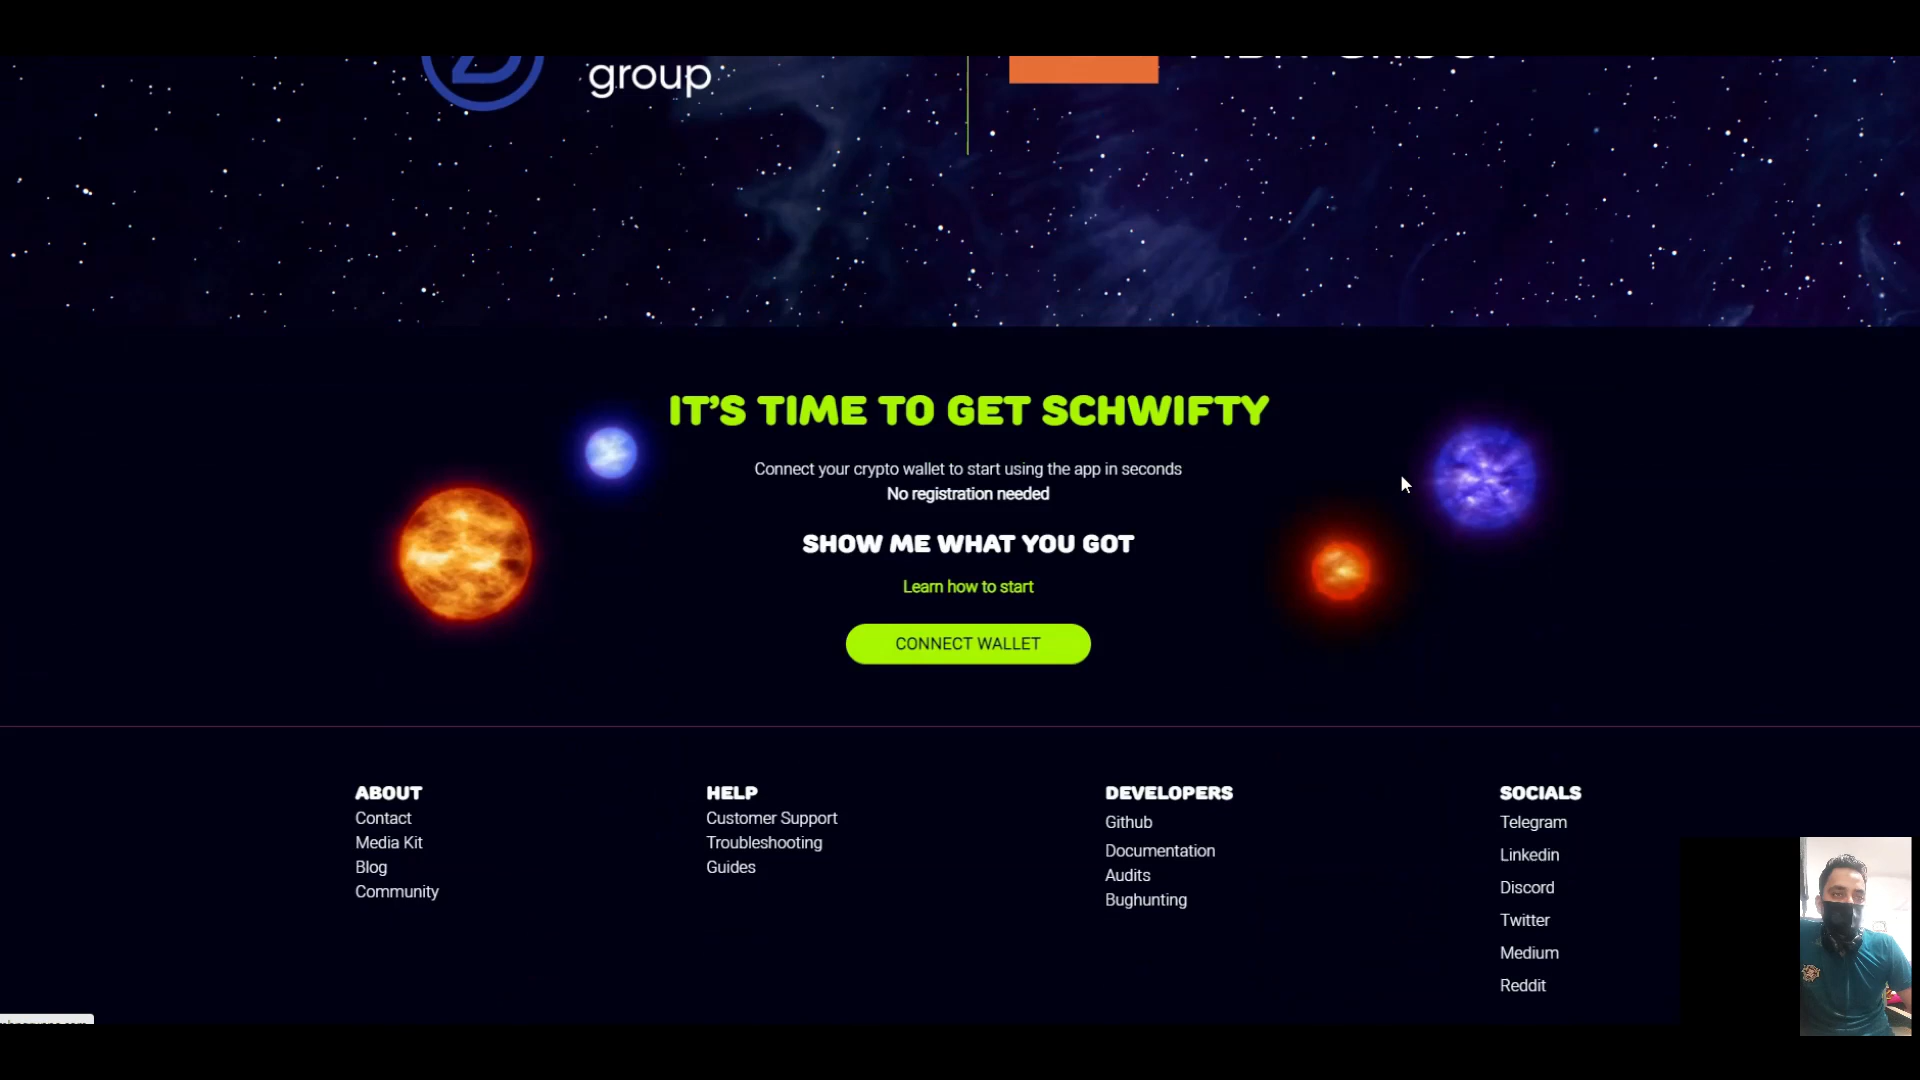 group
IT'S TIME TO GET SCHWIFTY
Connect your crypto wallet to start using the app in seconds
No registration needed
SHOW ME WHAT YOU GOT
Learn how to start
CONNECT WALLET
ABOUT
Contact
Media Kit
Blog
Community
HELP
Customer Support
Troubleshooting
Guides
DEVELOPERS
Github
Documentation
Audits
Bughunting
SOCIALS
Telegram
Linkedin
Discord
Twitter
Medium
Reddit